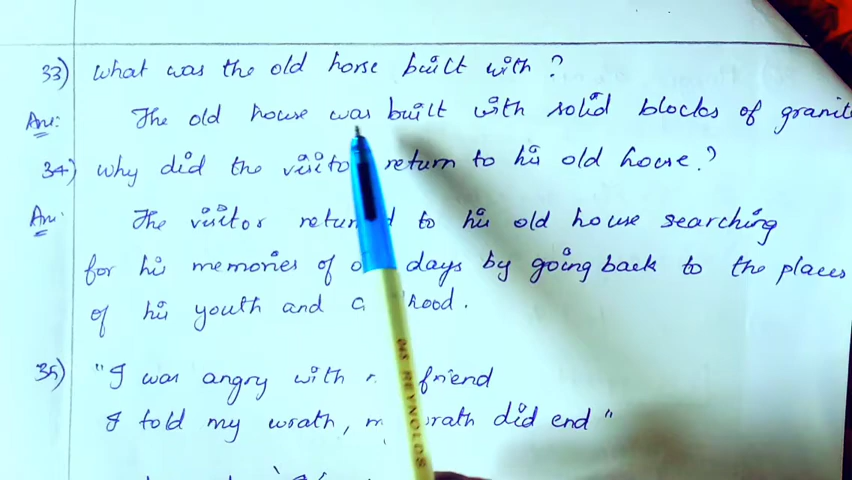 33) What was the old horse built with ?
Ans: The old house was built with solid blocks of granit
34) Why did the visito return to his old house.?
An: The visitor retur d to his old house searching
for his memories of o days by going back to the places
of his youth and hood.
35) "I was angry with friend
I told my wrath, m rath did end"
045 REYNOLDS